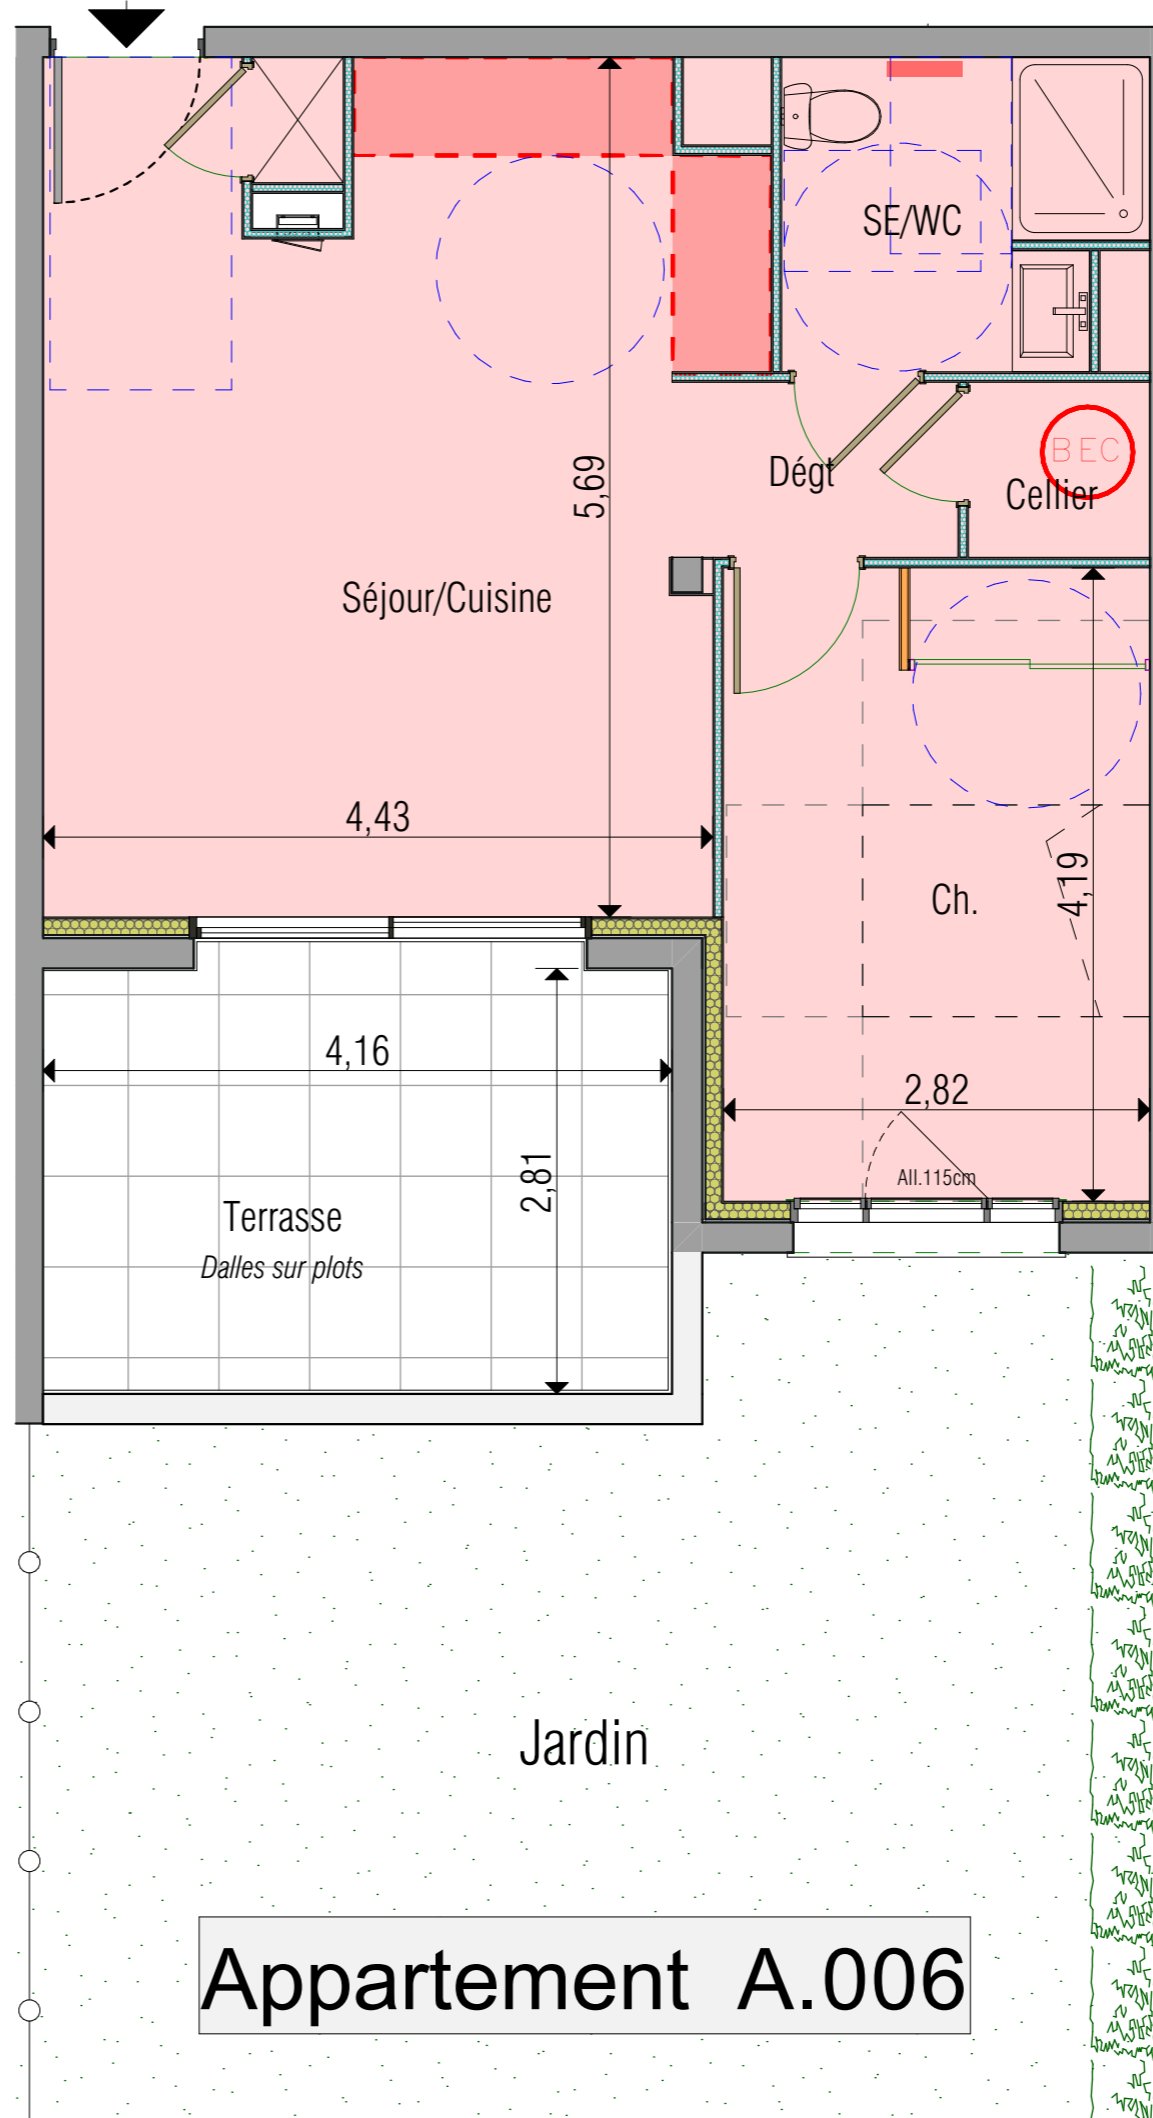 SE/WC
BEC
Dégt
Cellier
5,69
Séjour/Cuisine
4,43
Ch.
4,19
4,16
2,82
2,81
All.115cm
Terrasse
Dalles sur plots
Jardin
Appartement A.006